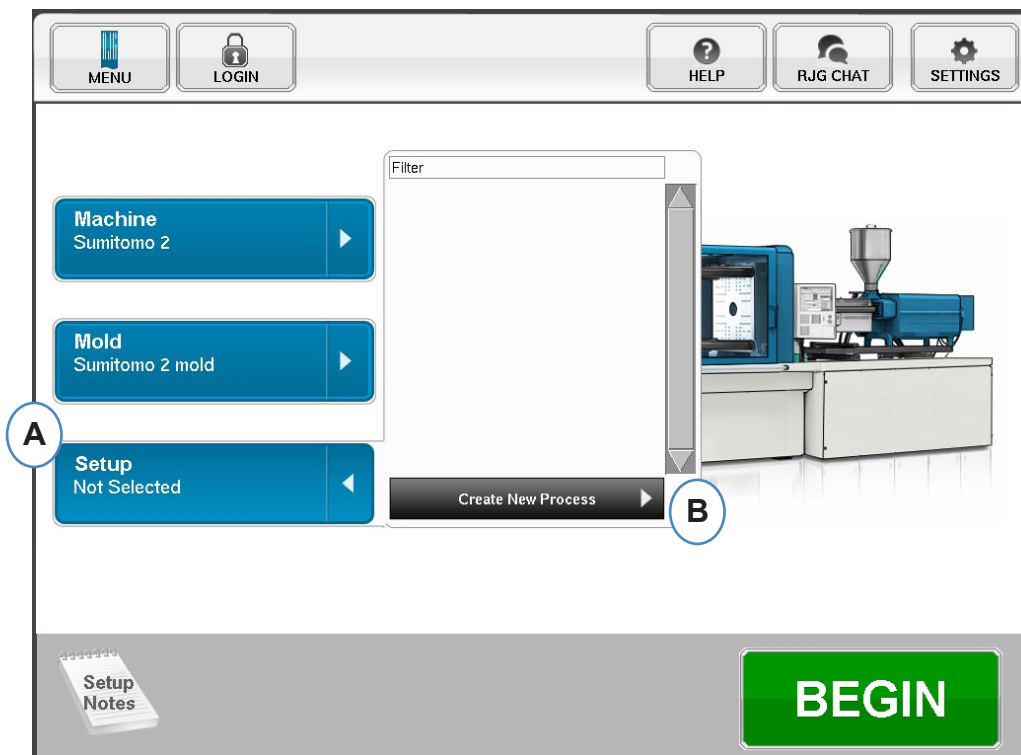 MENU
LOGIN
HELP
RJG CHAT
SETTINGS
Filter
Machine
Sumitomo 2
Mold
Sumitomo 2 mold
A
Setup
Not Selected
Create New Process
B
Setup
Notes
BEGIN